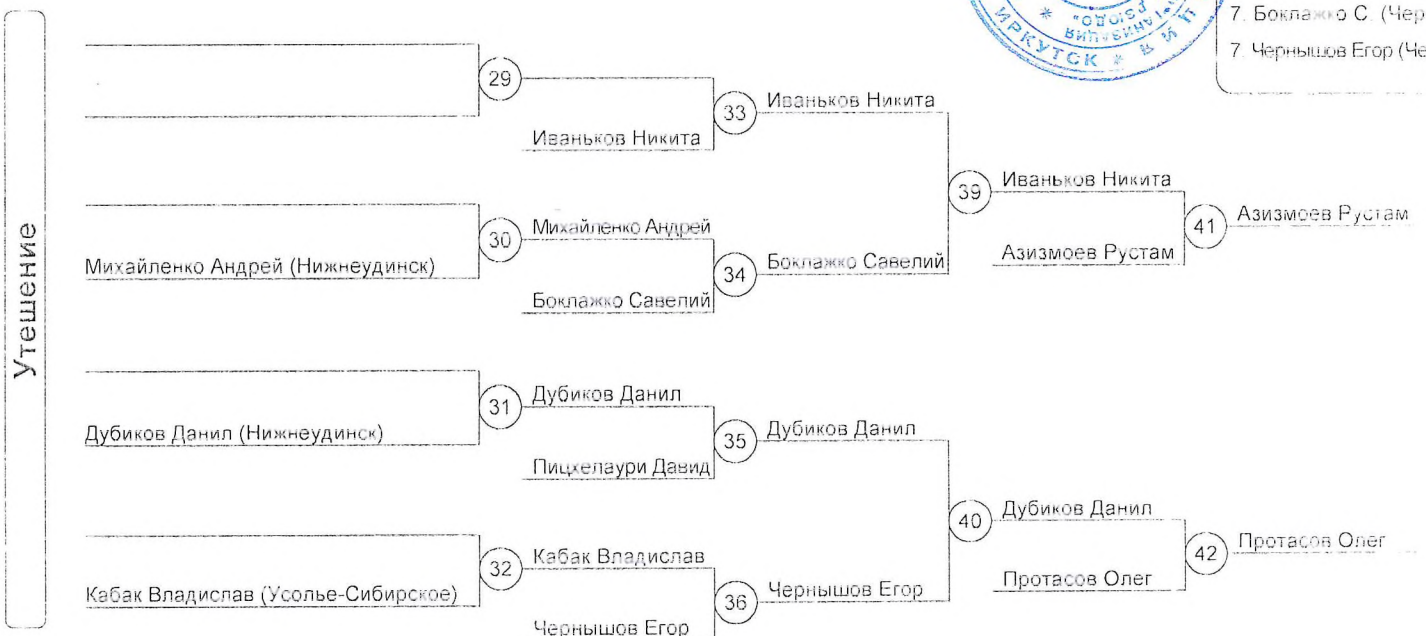 Утешение
7. Боклажко С. (Чер
7. Чернышов Егор (Че
ИРКУТСК
29
Иваньков Никита
33
Иваньков Никита
Михайленко Андрей (Нижнеудинск)
30
Михайленко Андрей
Боклажко Савелий
34
Боклажко Савелий
39
Иваньков Никита
Азизмоев Рустам
41
Азизмоев Рустам
Дубиков Данил (Нижнеудинск)
31
Дубиков Данил
Пицхелаури Давид
35
Дубиков Данил
Кабак Владислав (Усолье-Сибирское)
32
Кабак Владислав
Чернышов Егор
36
Чернышов Егор
40
Дубиков Данил
Протасов Олег
42
Протасов Олег